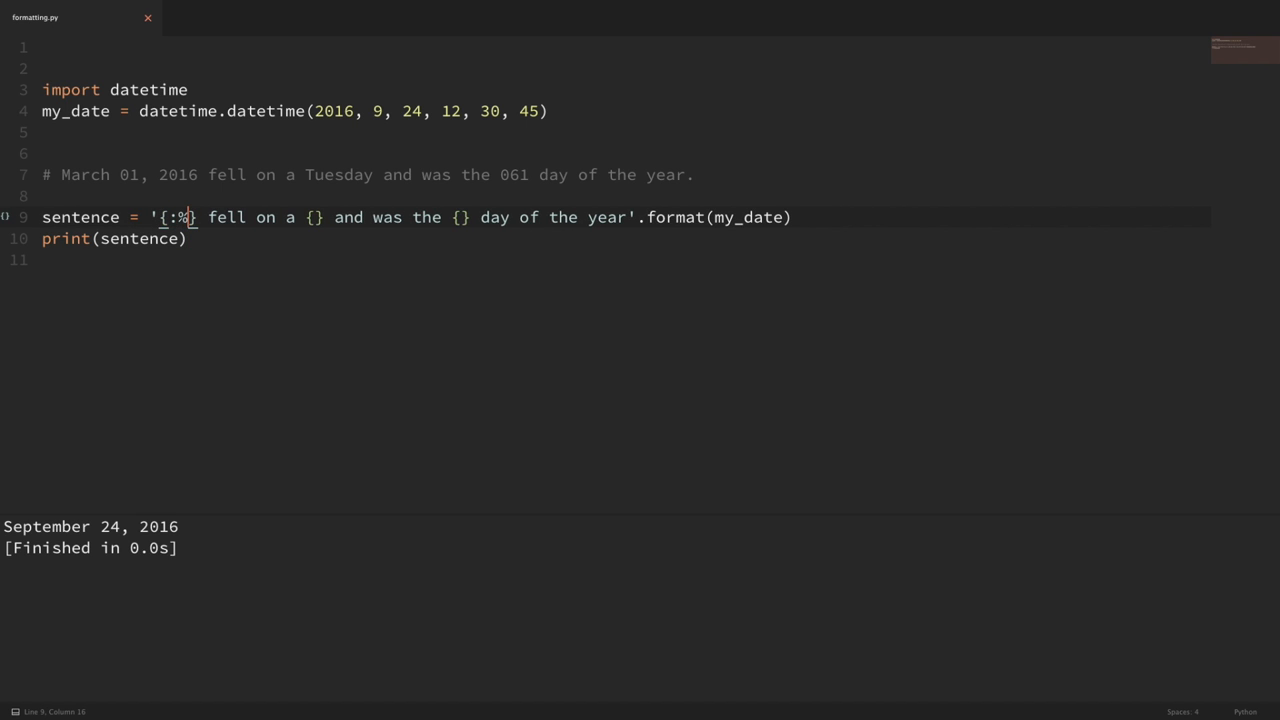 formatting.py ×
1
2
3 import datetime
4 my_date = datetime.datetime(2016, 9, 24, 12, 30, 45)
5
6
7 # March 01, 2016 fell on a Tuesday and was the 061 day of the year.
8
{} 9 sentence = '{:%} fell on a {} and was the {} day of the year'.format(my_date)
10 print(sentence)
11
September 24, 2016
[Finished in 0.0s]
Line 9, Column 16 Spaces: 4 Python